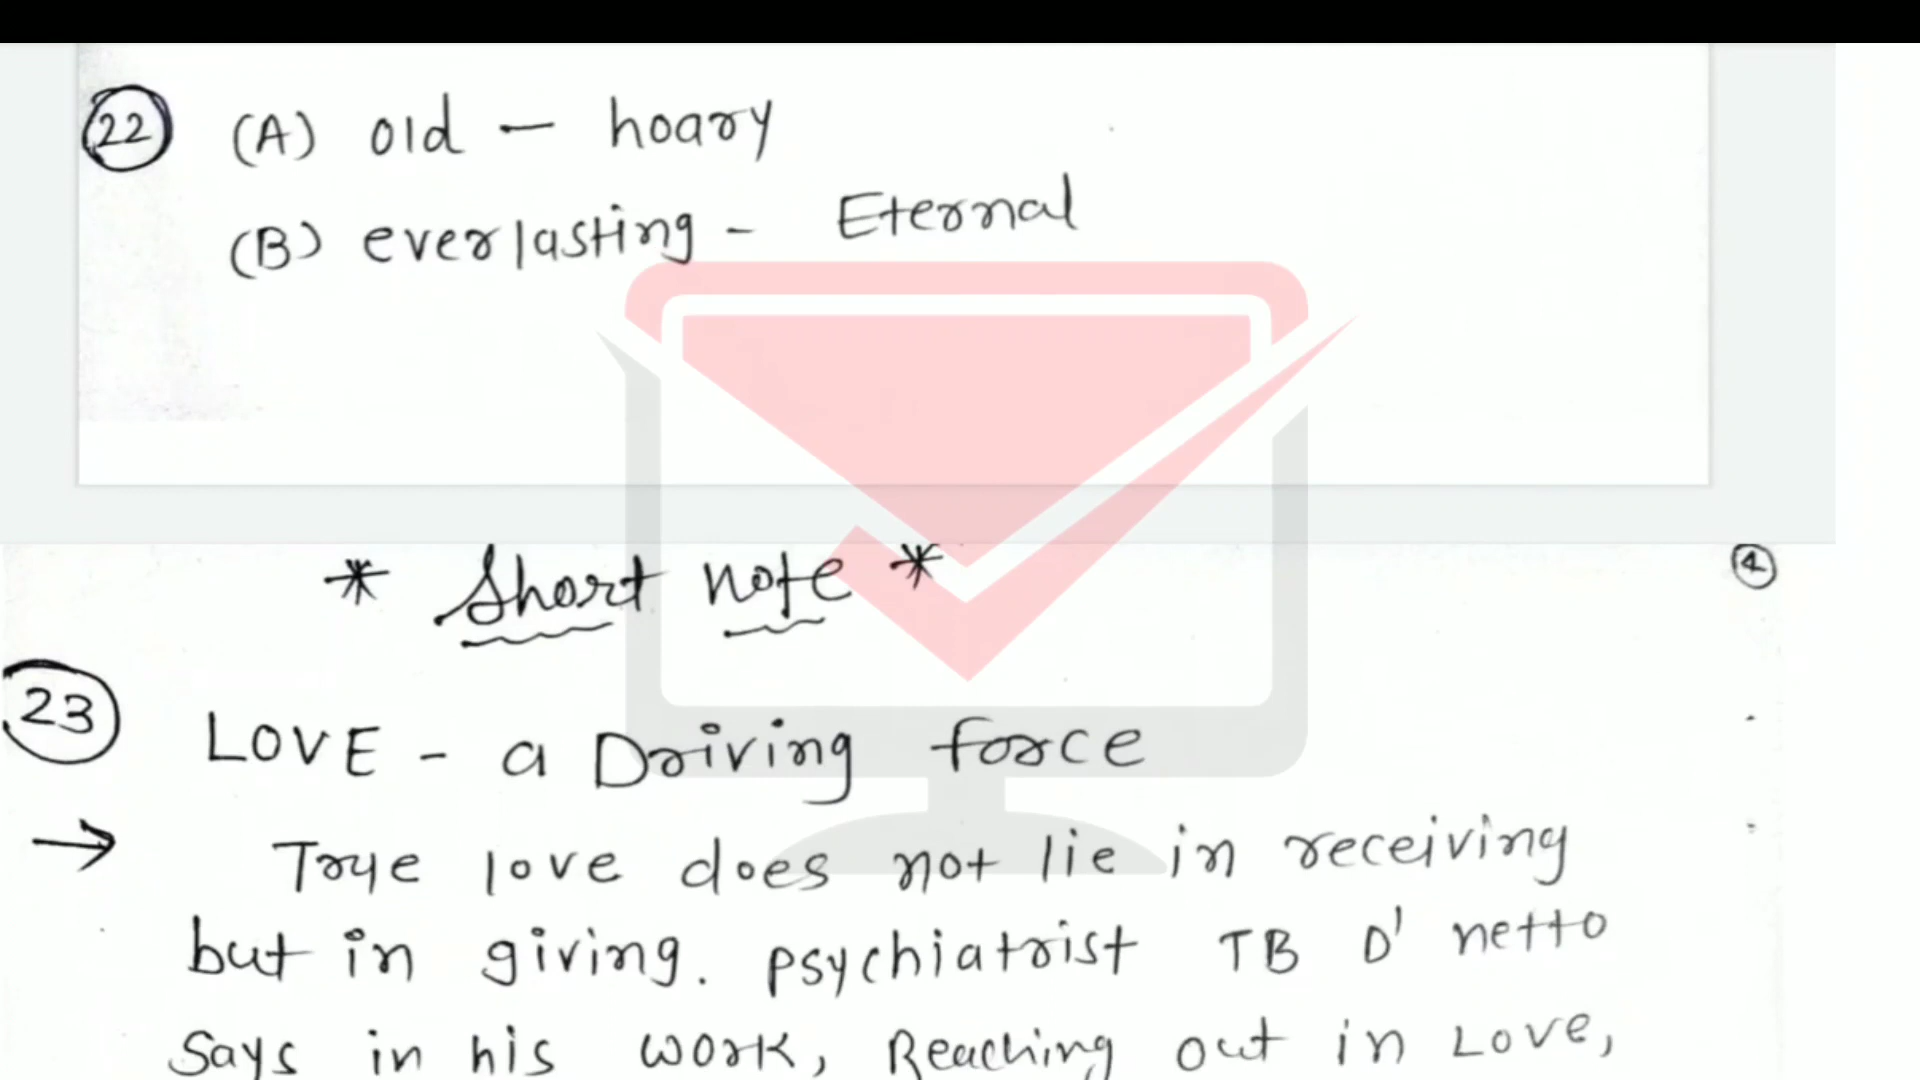 22 (A) old - hoary
(B) everlasting - Eternal
* Short note *
4
23 LOVE - a Driving force
→ True love does not lie in receiving
but in giving. psychiatrist TB D' netto
Says in his work, Reaching out in Love,